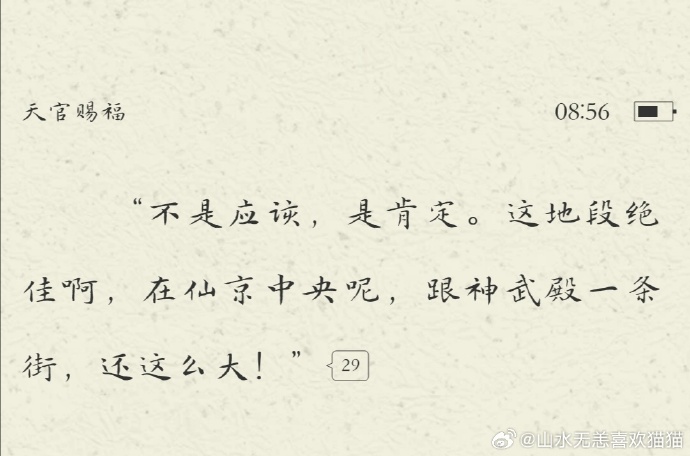 天官赐福 08:56
“不是应该，是肯定。这地段绝
佳啊，在仙京中央呢，跟神武殿一条
街，还这么大！” 29
@山水无恙喜欢猫猫